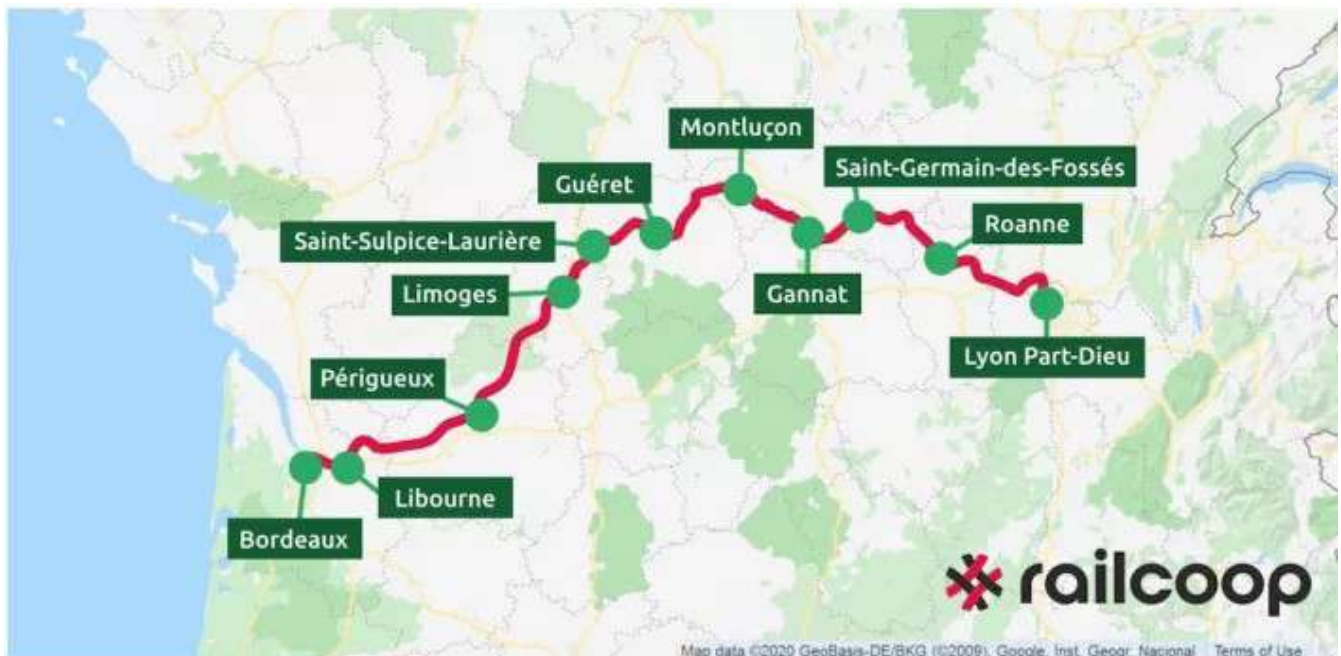 Montluçon
Saint-Germain-des-Fossés
Guéret
Roanne
Saint-Sulpice-Laurière
Limoges
Gannat
Lyon Part-Dieu
Périgueux
Libourne
Bordeaux
railcoop
Map data ©2020 GeoBasis-DE/BKG (©2009), Google, Inst. Geogr. Nacional Terms of Use